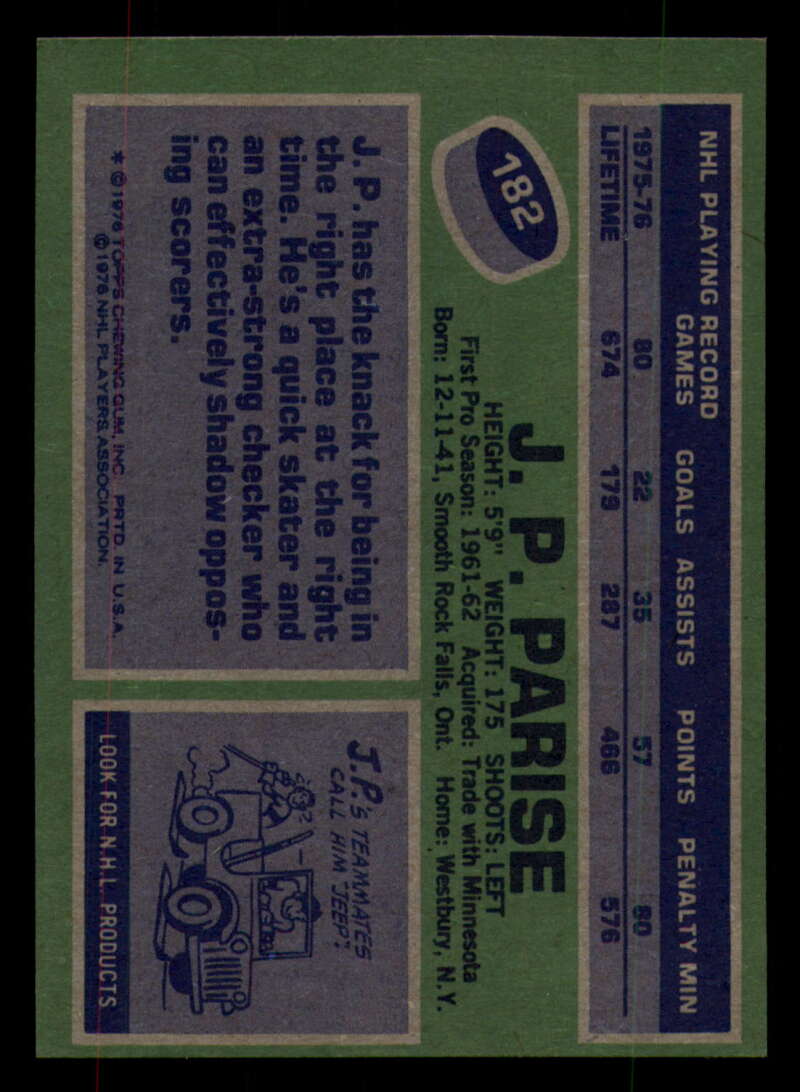 NHL PLAYING RECORD
GAMES GOALS ASSISTS POINTS PENALTY MIN
1975-76 80 22 35 57 80
LIFETIME 674 179 287 466 576
182
J. P. PARISE
HEIGHT: 5'9" WEIGHT: 175 SHOOTS: LEFT
First Pro Season: 1961-62 Acquired: Trade with Minnesota
Born: 12-11-41, Smooth Rock Falls, Ont. Home: Westbury, N.Y.
J. P. has the knack for being in
the right place at the right
time. He's a quick skater and
an extra-strong checker who
can effectively shadow oppos-
ing scorers.
* © 1976 TOPPS CHEWING GUM, INC. PRTD. IN U.S.A.
© 1976 NHL PLAYERS ASSOCIATION.
J.P.'S TEAMMATES
CALL HIM "JEEP".
LOOK FOR N.H.L. PRODUCTS